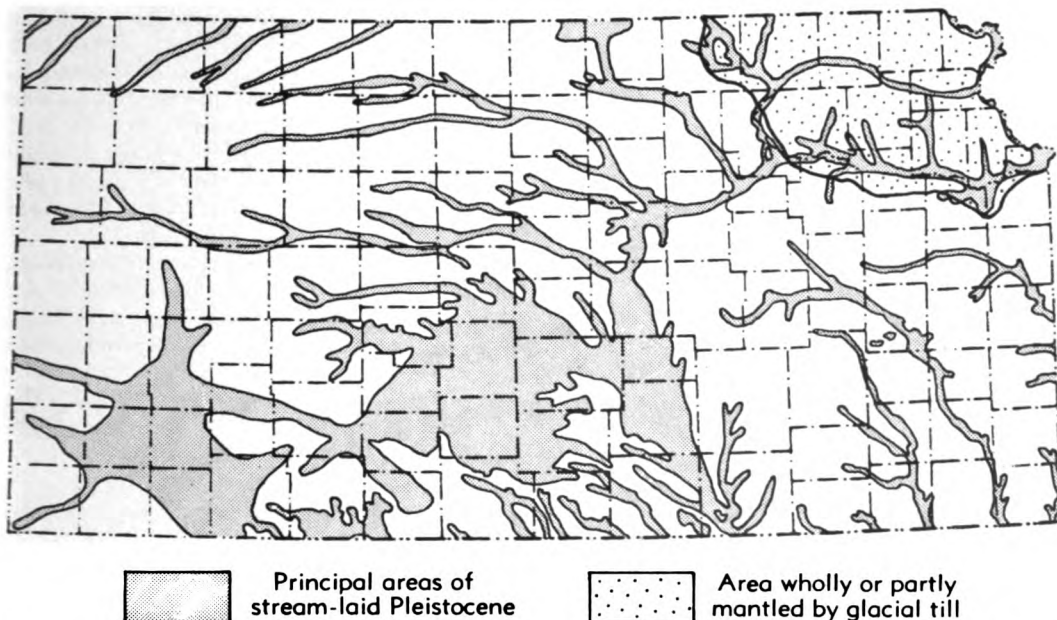 Principal areas of
stream-laid Pleistocene
Area wholly or partly
mantled by glacial till